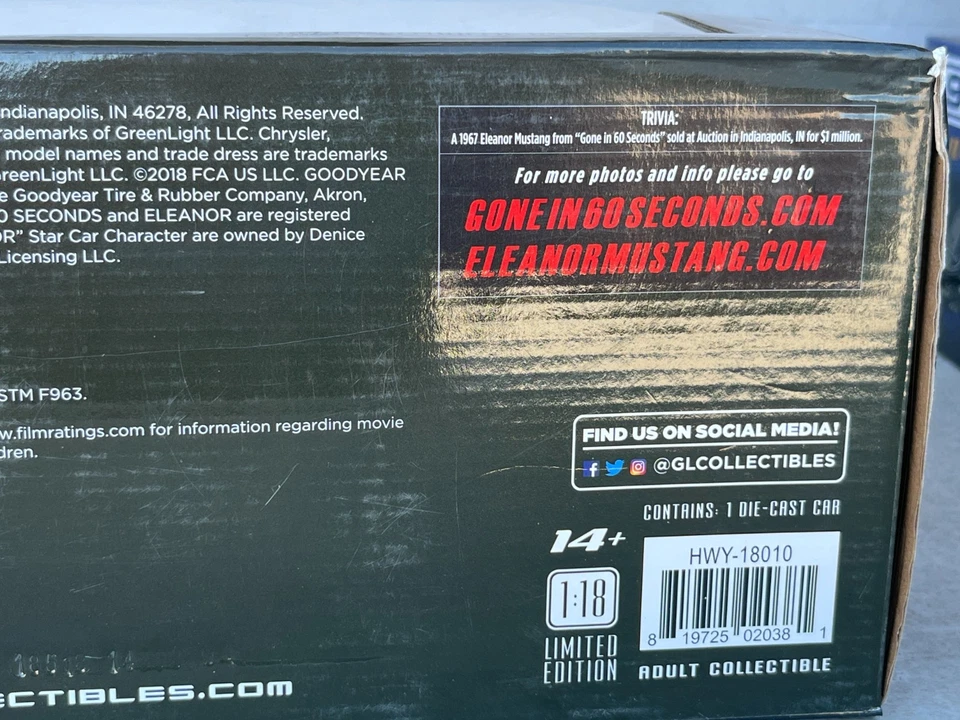 ndianapolis, IN 46278, All Rights Reserved.
rademarks of GreenLight LLC. Chrysler,
model names and trade dress are trademarks
GreenLight LLC. ©2018 FCA US LLC. GOODYEAR
e Goodyear Tire & Rubber Company, Akron,
0 SECONDS and ELEANOR are registered
OR" Star Car Character are owned by Denice
Licensing LLC.
STM F963.
w.filmratings.com for information regarding movie
dren.
CTIBLES.COM
TRIVIA:
A 1967 Eleanor Mustang from "Gone in 60 Seconds" sold at Auction in Indianapolis, IN for $1 million.
For more photos and info please go to
GONEIN60SECONDS.COM
ELEANORMUSTANG.COM
FIND US ON SOCIAL MEDIA!
@GLCOLLECTIBLES
CONTAINS: 1 DIE-CAST CAR
14+
1:18
LIMITED
EDITION
HWY-18010
8 19725 02038 1
ADULT COLLECTIBLE